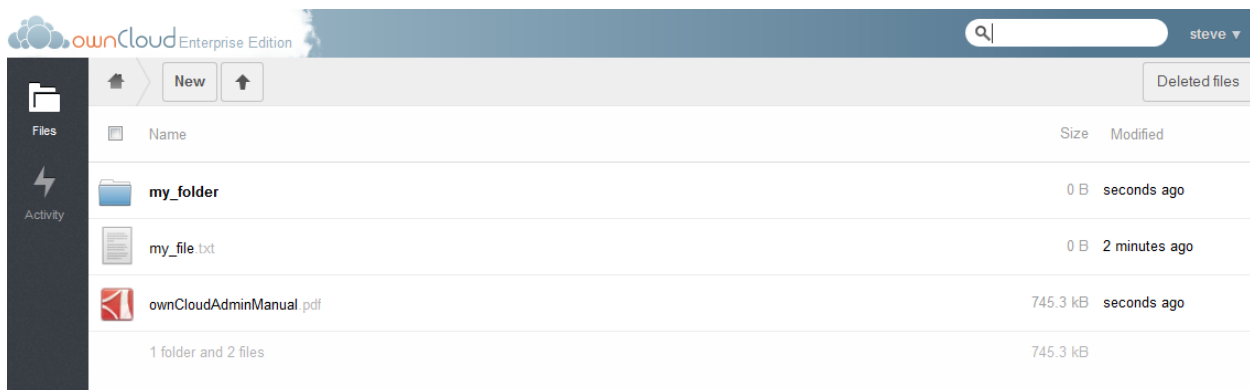 ownCloud Enterprise Edition
steve ▼
New
Deleted files
Files
Name Size Modified
my_folder 0 B seconds ago
Activity
my_file.txt 0 B 2 minutes ago
ownCloudAdminManual.pdf 745.3 kB seconds ago
1 folder and 2 files 745.3 kB